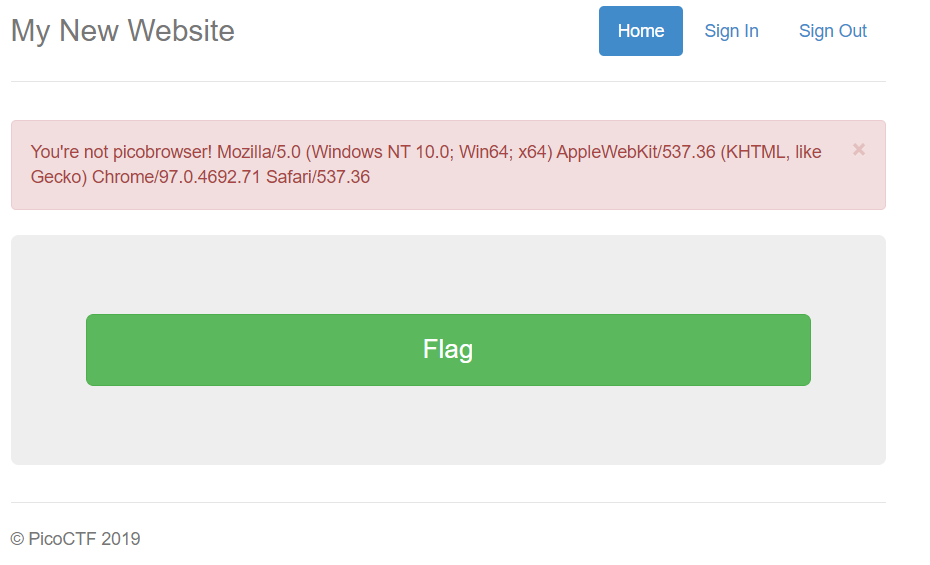 My New Website
Home
Sign In
Sign Out
You're not picobrowser! Mozilla/5.0 (Windows NT 10.0; Win64; x64) AppleWebKit/537.36 (KHTML, like
Gecko) Chrome/97.0.4692.71 Safari/537.36
×
Flag
© PicoCTF 2019